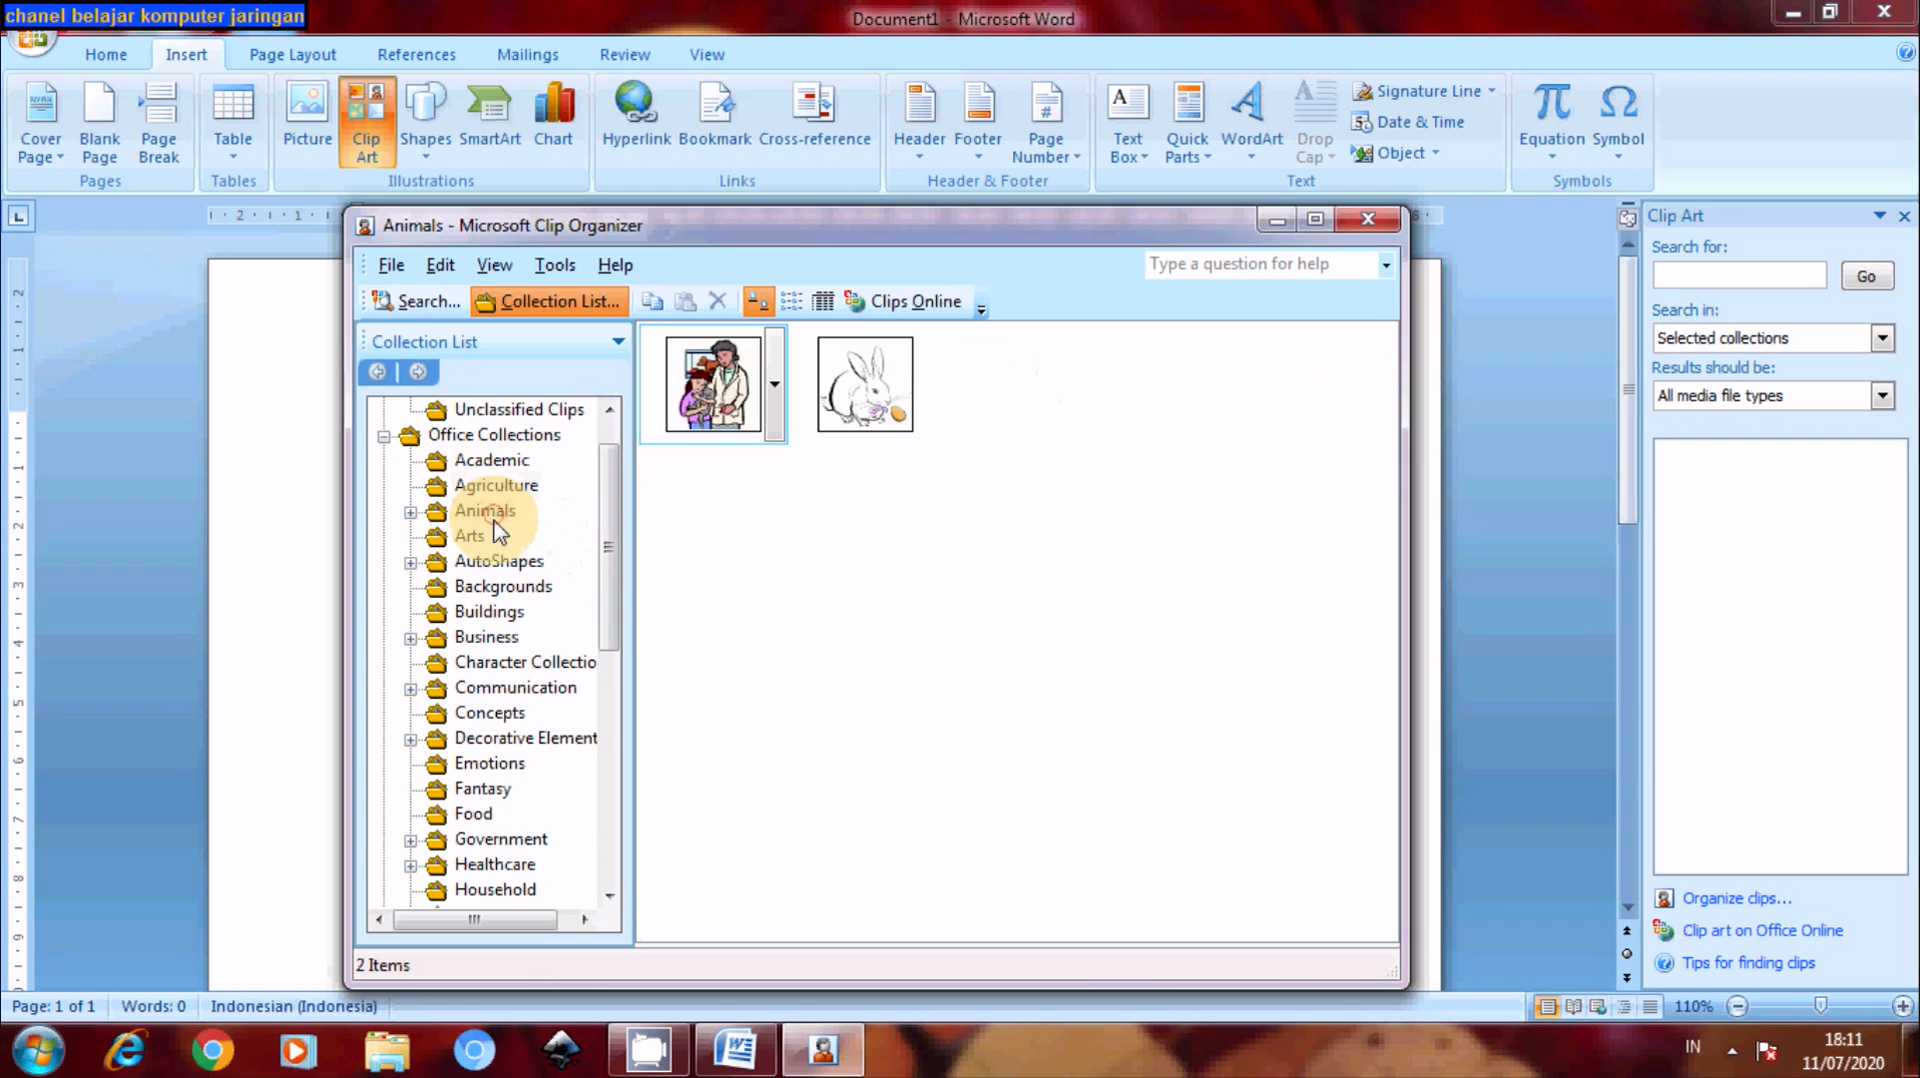 chanel belajar komputer jaringan
Document1 - Microsoft Word
Home Insert Page Layout References Mailings Review View
Cover Page
Blank Page
Page Break
Table
Picture
Clip Art
Shapes
SmartArt
Chart
Hyperlink
Bookmark
Cross-reference
Header
Footer
Page Number
Text Box
Quick Parts
WordArt
Drop Cap
Signature Line
Date & Time
Object
Equation
Symbol
Pages Tables Illustrations Links Header & Footer Text Symbols
Animals - Microsoft Clip Organizer
File Edit View Tools Help
Type a question for help
Search... Collection List... Clips Online
Collection List
Unclassified Clips
Office Collections
Academic
Agriculture
Animals
Arts
AutoShapes
Backgrounds
Buildings
Business
Character Collectio
Communication
Concepts
Decorative Element
Emotions
Fantasy
Food
Government
Healthcare
Household
2 Items
Clip Art
Search for:
Go
Search in:
Selected collections
Results should be:
All media file types
Organize clips...
Clip art on Office Online
Tips for finding clips
Page: 1 of 1 Words: 0 Indonesian (Indonesia)
110%
IN
18:11
11/07/2020